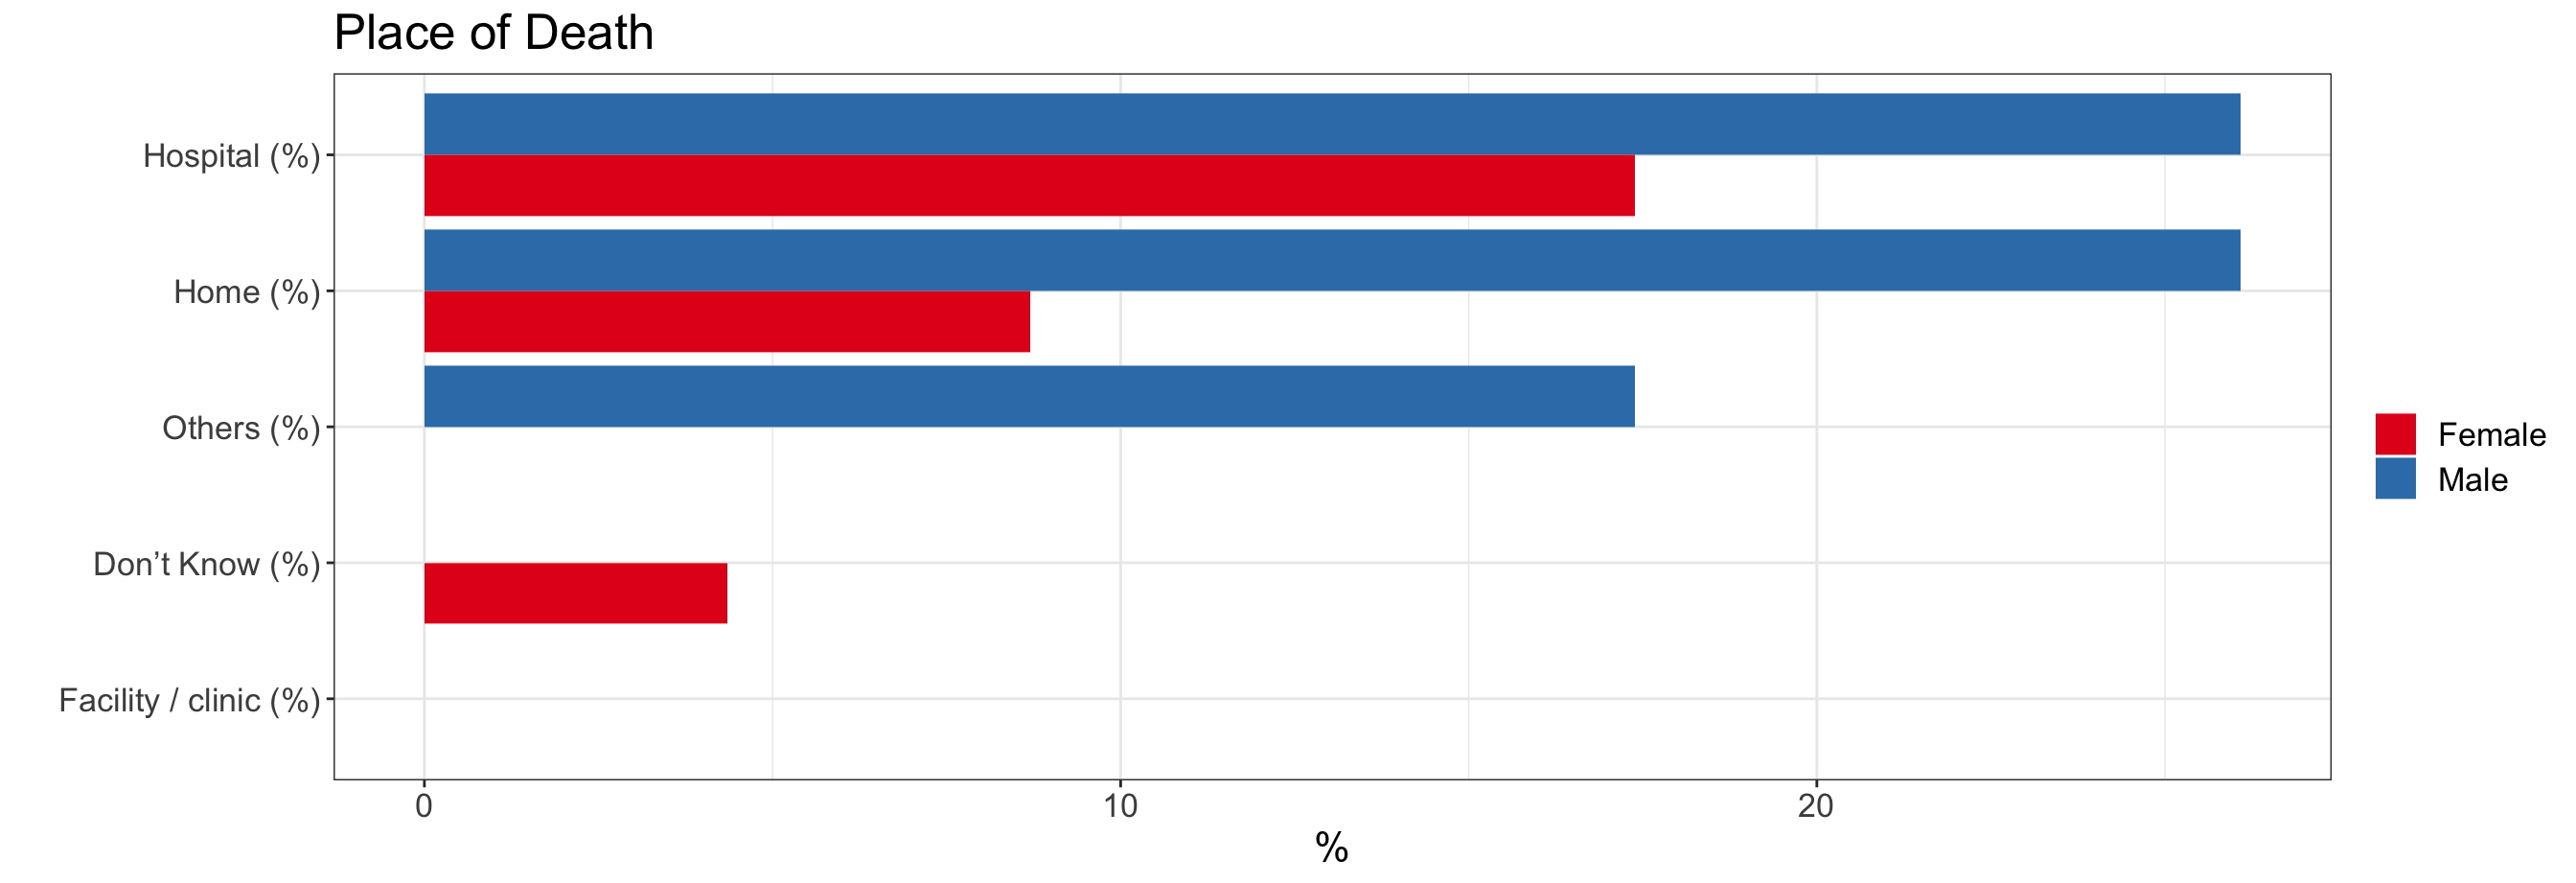 Place of Death
Hospital (%)
Home (%)
Others (%)
Don’t Know (%)
Facility / clinic (%)
0 10 20
%
Female
Male